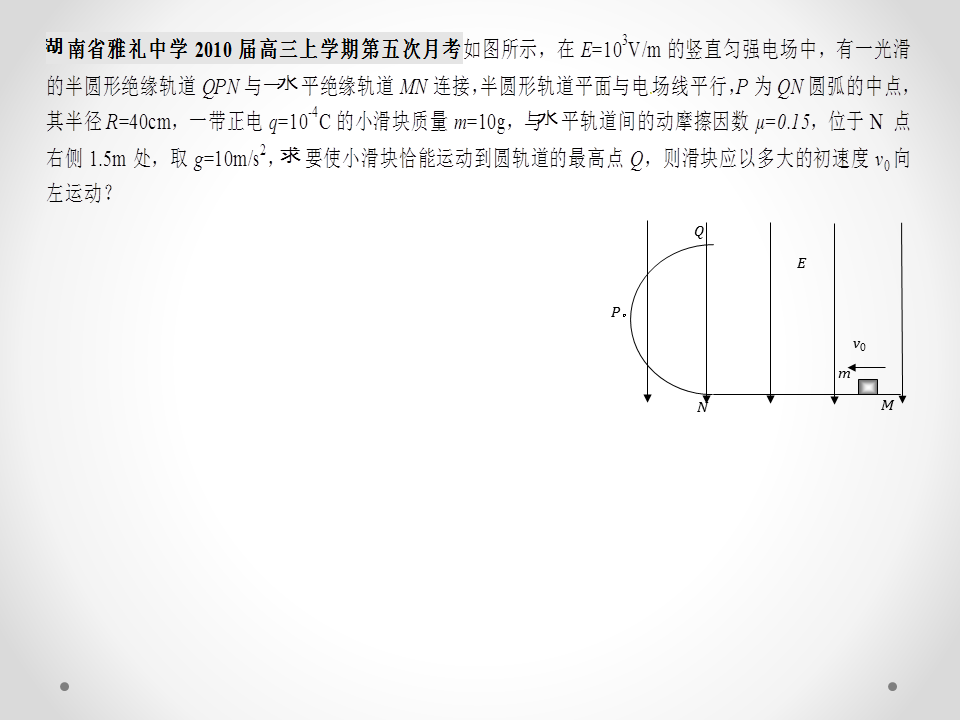 湖南省雅礼中学 2010 届高三上学期第五次月考如图所示，在 E=10³V/m 的竖直匀强电场中，有一光滑
的半圆形绝缘轨道 QPN 与一水平绝缘轨道 MN 连接，半圆形轨道平面与电场线平行，P 为 QN 圆弧的中点，
其半径 R=40cm，一带正电 q=10⁻⁴C 的小滑块质量 m=10g，与水平轨道间的动摩擦因数 μ=0.15，位于 N 点
右侧 1.5m 处，取 g=10m/s²，求 要使小滑块恰能运动到圆轨道的最高点 Q，则滑块应以多大的初速度 v₀ 向
左运动？
Q
E
P
v₀
m
N
M